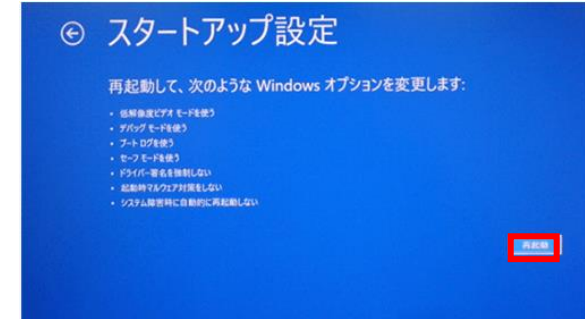 スタートアップ設定
再起動して、次のような Windows オプションを変更します:
• 低解像度ビデオ モードを使う
• デバッグ モードを使う
• ブート ログを使う
• セーフ モードを使う
• ドライバー署名を強制しない
• 起動時マルウェア対策をしない
• システム障害時に自動的に再起動しない
再起動